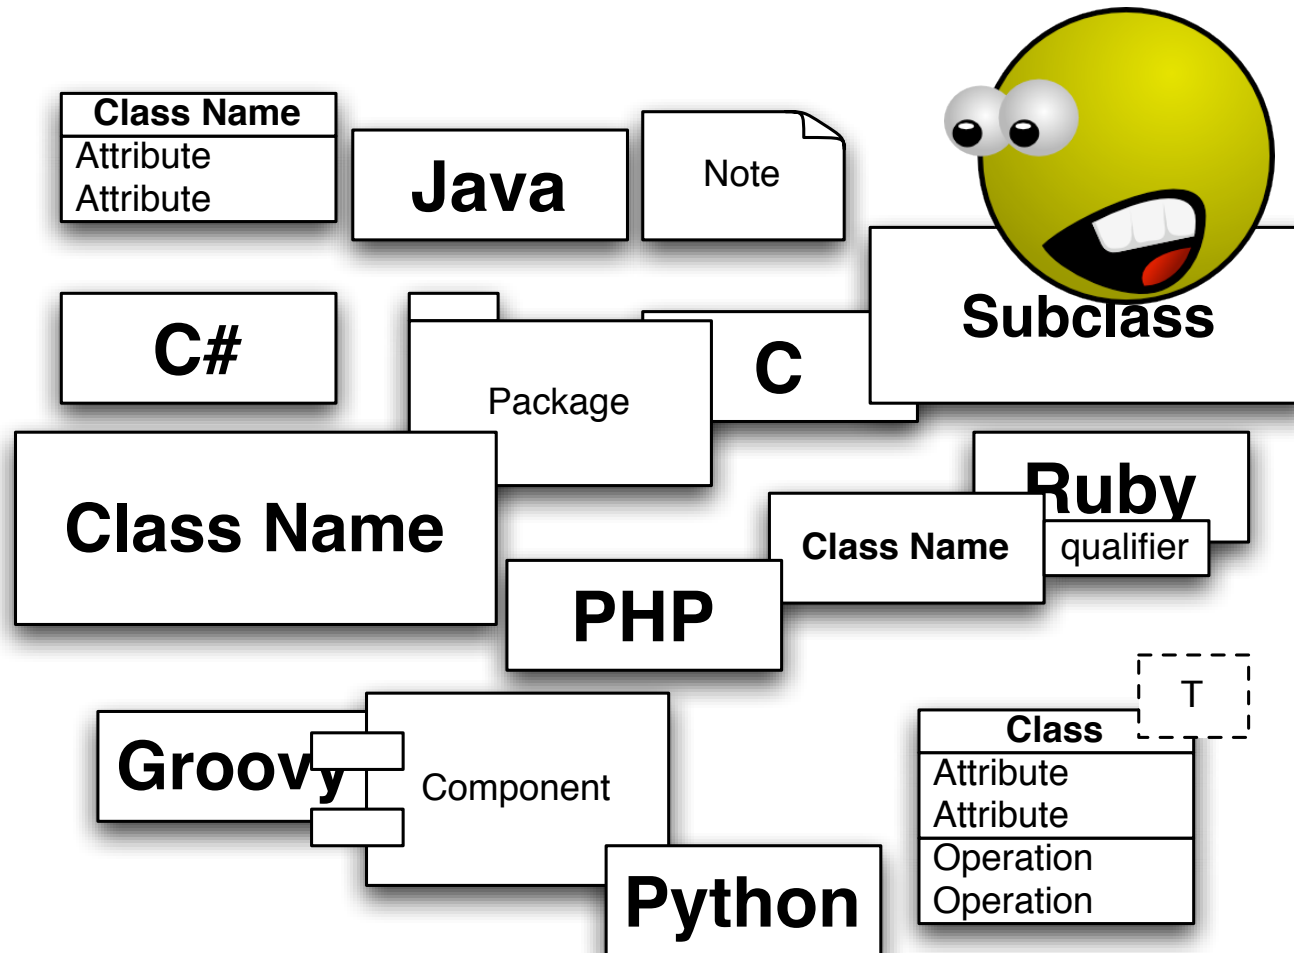 Class Name
Attribute
Attribute
Java
Note
C#
Package
C
Subclass
Class Name
Ruby
Class Name
qualifier
PHP
T
Groovy
Component
Class
Attribute
Attribute
Operation
Operation
Python